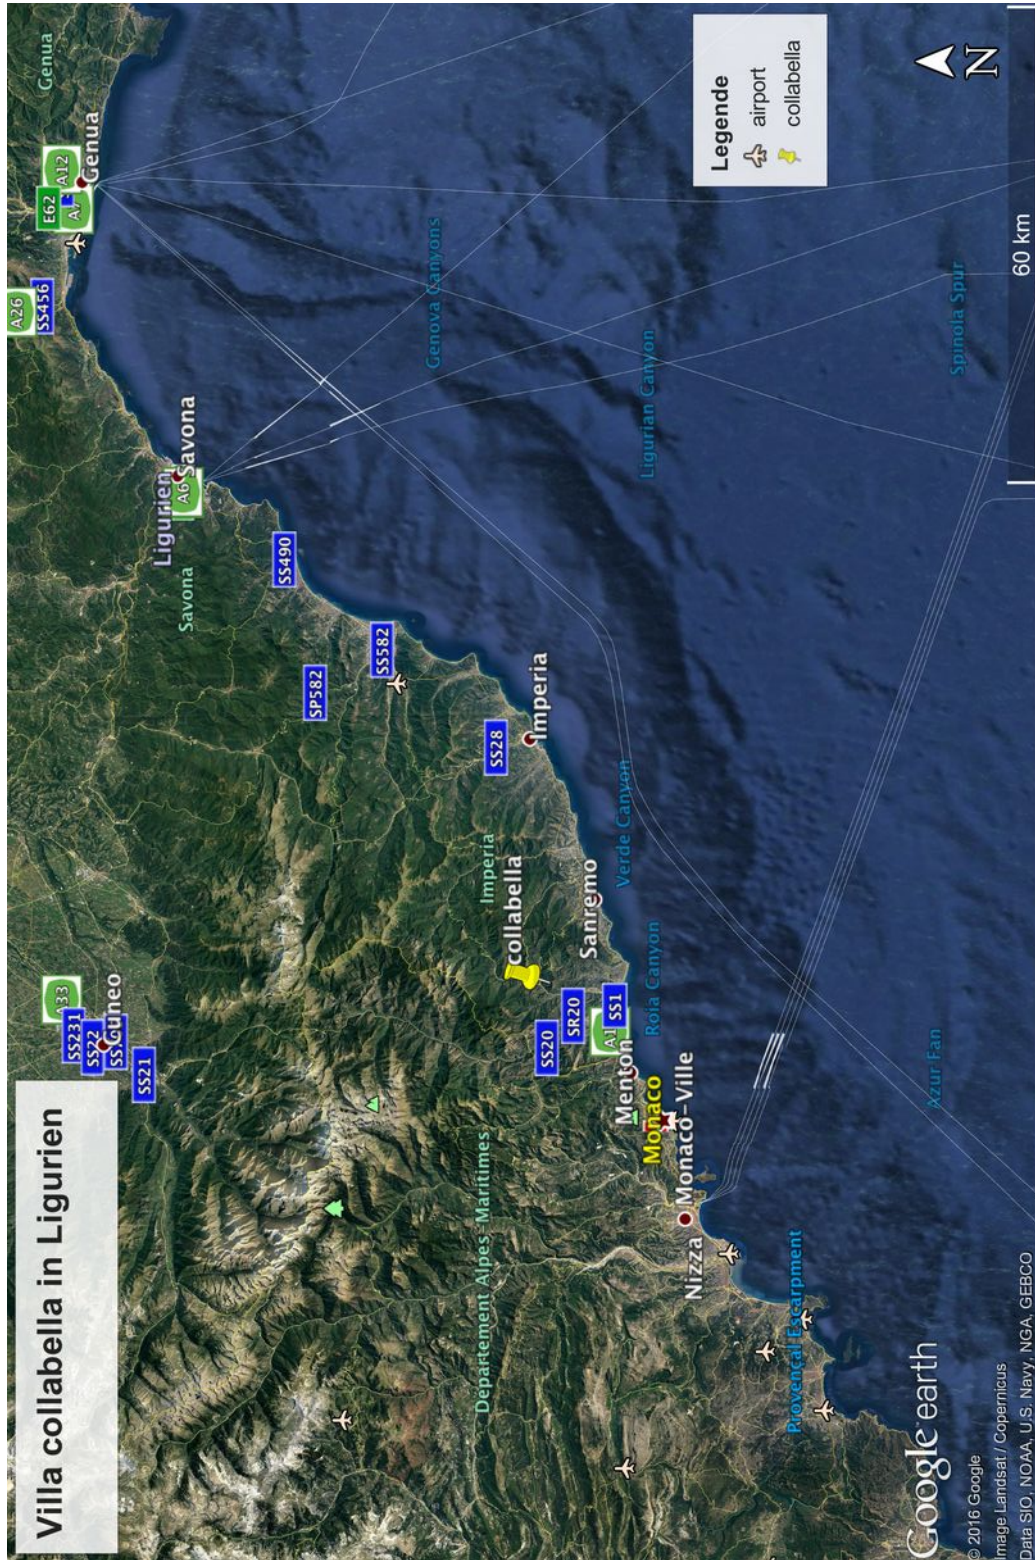 Villa collabella in Ligurien
Genua
E62
A12
A7
Genua
A26
SS456
Ligurien
A6
Savona
Savona
SS490
SS582
SP582
SS28
Imperia
Imperia
collabella
Sanremo
SS20
SR20
SS1
Menton
Monaco
Monaco-Ville
Nizza
SS231
SS22
Cuneo
SS21
Departement Alpes-Maritimes
Genova Canyons
Ligurian Canyon
Spinola Spur
Verde Canyon
Roia Canyon
Azur Fan
Provençal Escarpment
Legende
airport
collabella
N
60 km
Google earth
© 2016 Google
Image Landsat / Copernicus
Data SIO, NOAA, U.S. Navy, NGA, GEBCO